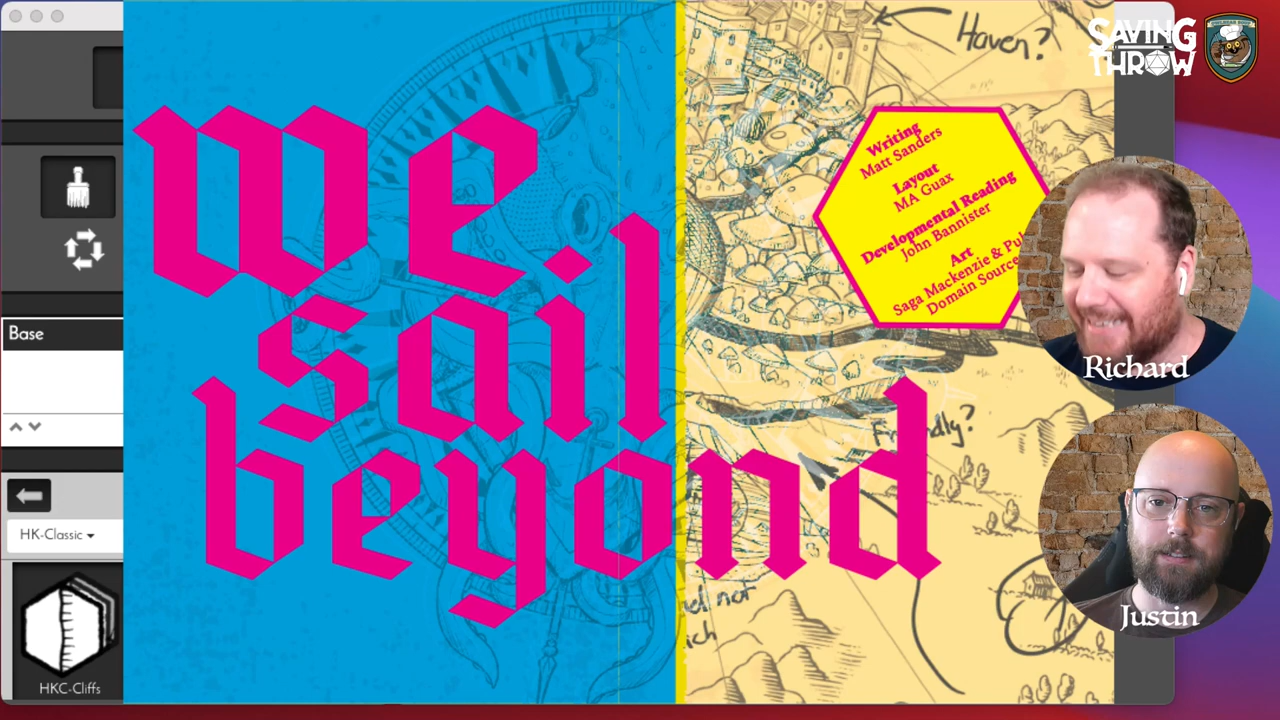 we
sail
beyond
Haven?
Writing
Matt Sanders
Layout
MA Guax
Developmental Reading
John Bannister
Art
Saga Mackenzie &
Domain Source
Friendly?
not
SAVING
THROW
Richard
Justin
Base
HK-Classic
HKC-Cliffs